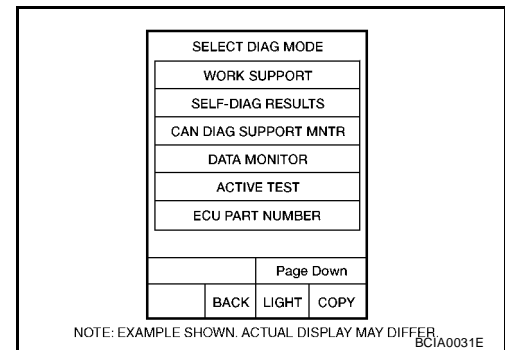 SELECT DIAG MODE
WORK SUPPORT
SELF-DIAG RESULTS
CAN DIAG SUPPORT MNTR
DATA MONITOR
ACTIVE TEST
ECU PART NUMBER
Page Down
BACK LIGHT COPY
NOTE: EXAMPLE SHOWN. ACTUAL DISPLAY MAY DIFFER.
BCIA0031E